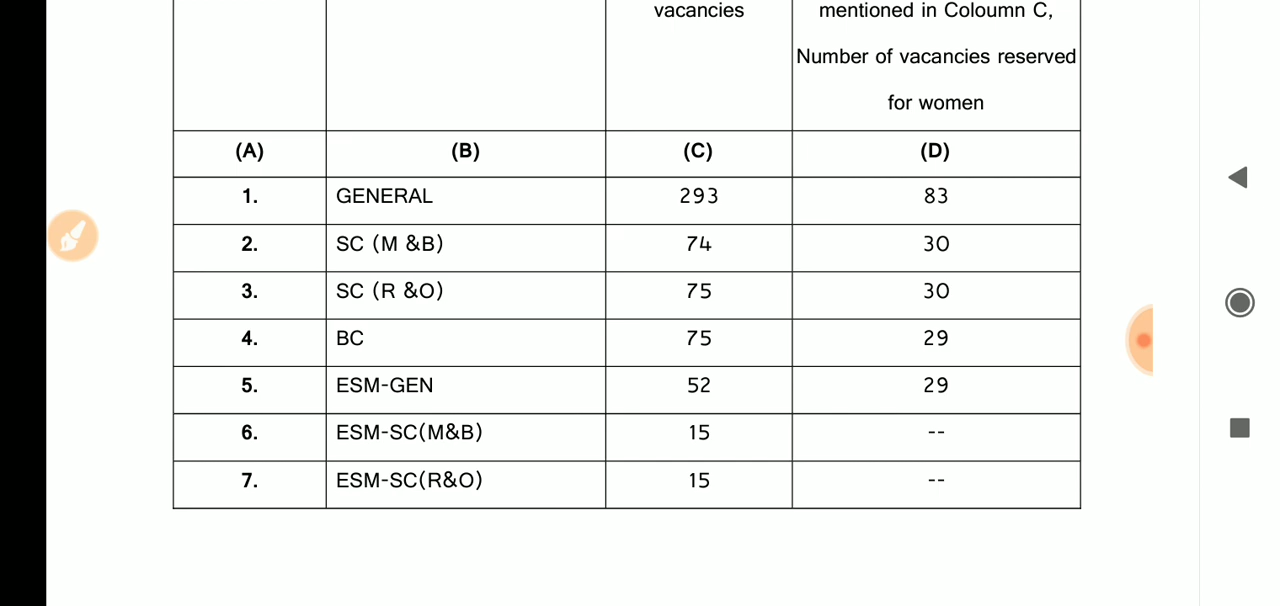 vacancies mentioned in Coloumn C,
Number of vacancies reserved
for women
(A) (B) (C) (D)
1. GENERAL 293 83
2. SC (M &B) 74 30
3. SC (R &O) 75 30
4. BC 75 29
5. ESM-GEN 52 29
6. ESM-SC(M&B) 15 --
7. ESM-SC(R&O) 15 --